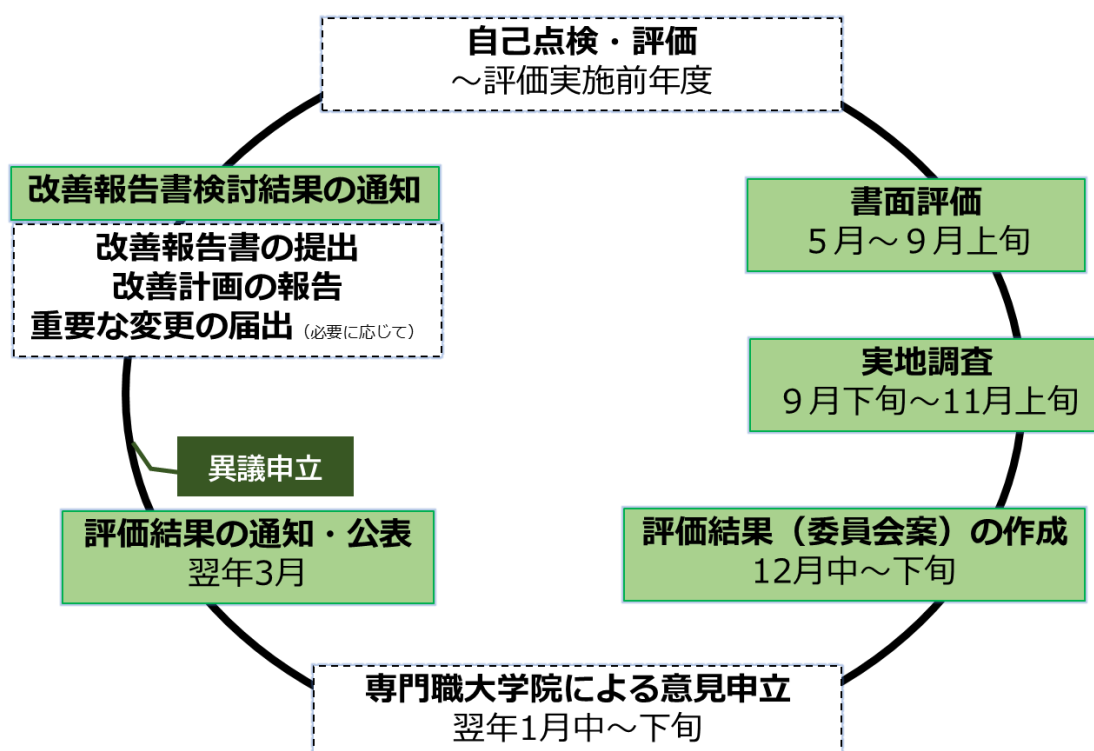 自己点検・評価
～評価実施前年度
書面評価
５月～９月上旬
実地調査
９月下旬～11月上旬
評価結果（委員会案）の作成
12月中～下旬
専門職大学院による意見申立
翌年1月中～下旬
評価結果の通知・公表
翌年3月
異議申立
改善報告書の提出
改善計画の報告
重要な変更の届出（必要に応じて）
改善報告書検討結果の通知